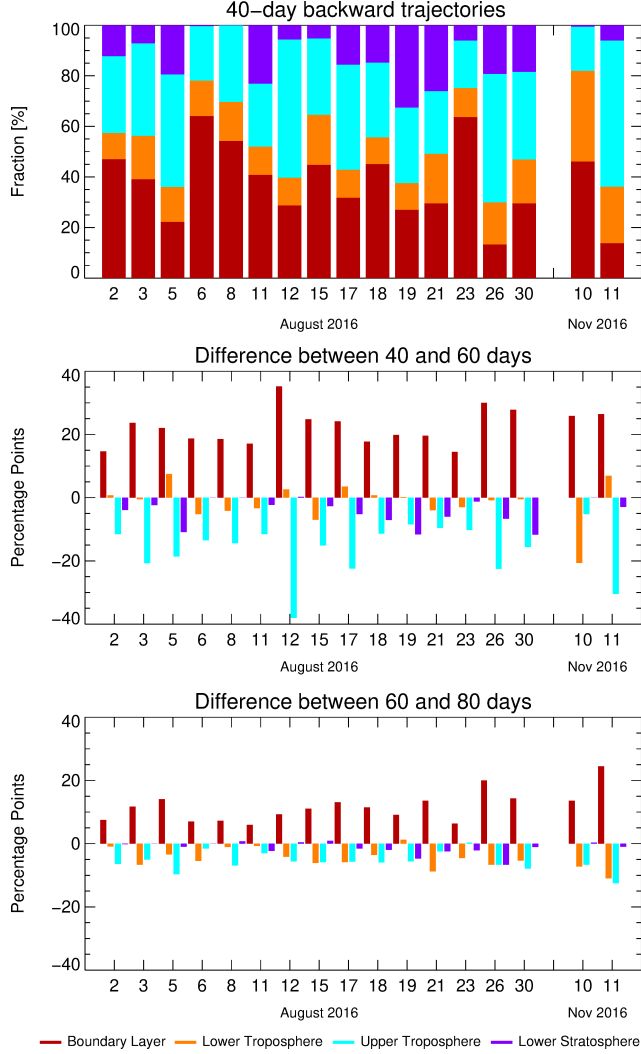 40−day backward trajectories
100
80
60
40
20
0
Fraction [%]
2 3 5 6 8 11 12 15 17 18 19 21 23 26 30 10 11
August 2016 Nov 2016
Difference between 40 and 60 days
40
20
0
−20
−40
Percentage Points
2 3 5 6 8 11 12 15 17 18 19 21 23 26 30 10 11
August 2016 Nov 2016
Difference between 60 and 80 days
40
20
0
−20
−40
Percentage Points
2 3 5 6 8 11 12 15 17 18 19 21 23 26 30 10 11
August 2016 Nov 2016
Boundary Layer Lower Troposphere Upper Troposphere Lower Stratosphere